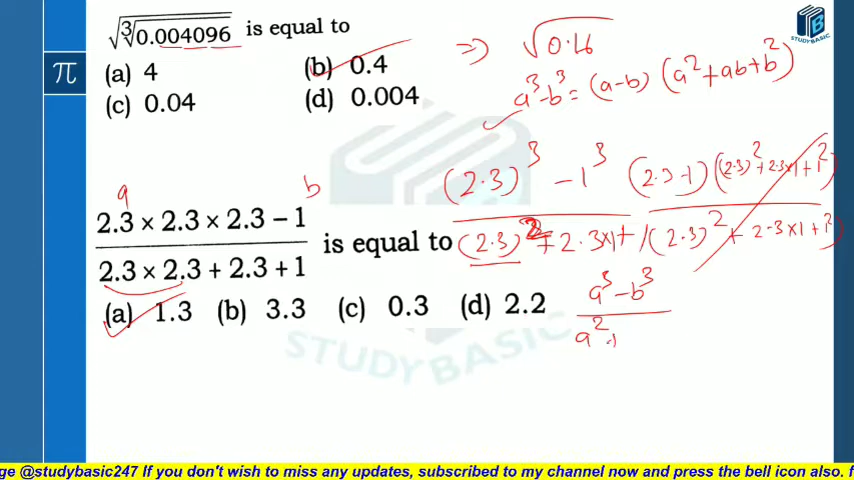 √∛0.004096 is equal to
(a) 4 (b) 0.4
(c) 0.04 (d) 0.004
π
=> √0.16
a³-b³ = (a-b) (a²+ab+b²)
STUDYBASIC
a b
2.3 × 2.3 × 2.3 − 1
2.3 × 2.3 + 2.3 + 1
is equal to
(2.3)³ - 1³ (2.3-1)((2.3)²+2.3×1+1²)
(2.3)² + 2.3×1+1 (2.3)² + 2.3×1+1²
(a) 1.3 (b) 3.3 (c) 0.3 (d) 2.2
a³-b³
a²
STUDY BASIC
ge @studybasic247 If you don't wish to miss any updates, subscribed to my channel now and press the bell icon also. f